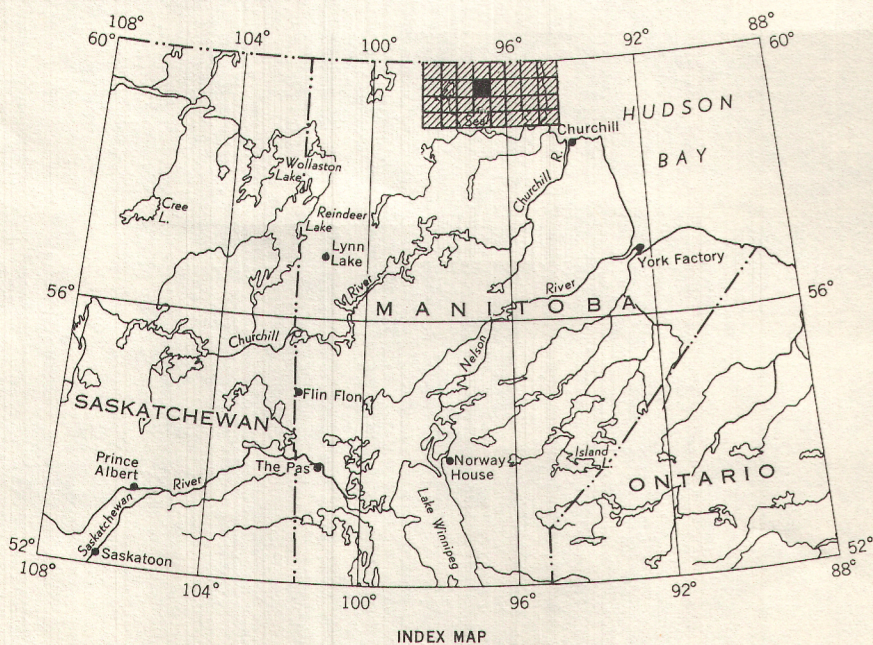 108°
104°
100°
96°
92°
88°
60°
60°
HUDSON
BAY
Seal
Churchill
Churchill R.
Wollaston
Lake
Cree
L.
Reindeer
Lake
Lynn
Lake
River
York Factory
River
56°
MANITOBA
56°
Churchill
Nelson
Flin Flon
SASKATCHEWAN
Prince
Albert
River
The Pas
Norway
House
Island
L.
ONTARIO
Lake Winnipeg
Saskatchewan
Saskatoon
52°
52°
108°
104°
100°
96°
92°
88°
INDEX MAP